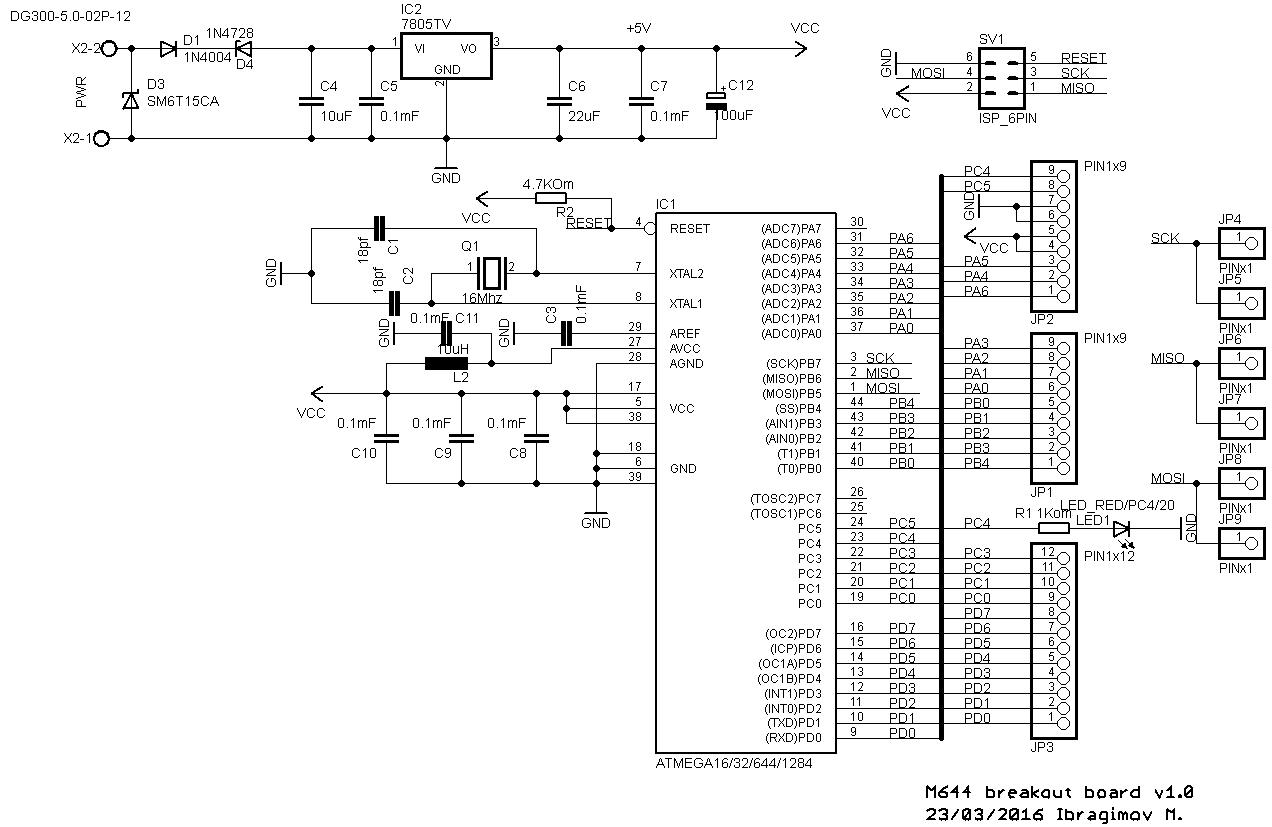 DG300-5.0-02P-12
X2-2
PWR
X2-1
D1
1N4004
1N4728
D4
D3
SM6T15CA
C4
10uF
C5
0.1mF
IC2
7805TV
1
VI
VO
3
GND
2
GND
+5V
VCC
C6
22uF
C7
0.1mF
+
C12
100uF
SV1
GND
MOSI
VCC
6
4
2
5
3
1
RESET
SCK
MISO
ISP_6PIN
4.7KOm
R2
VCC
RESET
18pf
C1
GND
18pf
C2
Q1
1
2
16Mhz
0.1mF
C11
GND
GND
C3
0.1mF
10uH
L2
VCC
0.1mF
C10
0.1mF
C9
0.1mF
C8
GND
IC1
4
RESET
7
XTAL2
8
XTAL1
29
AREF
27
AVCC
28
AGND
17
5
VCC
38
18
6
GND
39
(ADC7)PA7
30
(ADC6)PA6
31
PA6
(ADC5)PA5
32
PA5
(ADC4)PA4
33
PA4
(ADC3)PA3
34
PA3
(ADC2)PA2
35
PA2
(ADC1)PA1
36
PA1
(ADC0)PA0
37
PA0
(SCK)PB7
3
SCK
(MISO)PB6
2
MISO
(MOSI)PB5
1
MOSI
(SS)PB4
44
PB4
(AIN1)PB3
43
PB3
(AIN0)PB2
42
PB2
(T1)PB1
41
PB1
(T0)PB0
40
PB0
(TOSC2)PC7
26
(TOSC1)PC6
25
PC5
24
PC5
PC4
23
PC4
PC3
22
PC3
PC2
21
PC2
PC1
20
PC1
PC0
19
PC0
(OC2)PD7
16
PD7
(ICP)PD6
15
PD6
(OC1A)PD5
14
PD5
(OC1B)PD4
13
PD4
(INT1)PD3
12
PD3
(INT0)PD2
11
PD2
(TXD)PD1
10
PD1
(RXD)PD0
9
PD0
ATMEGA16/32/644/1284
PIN1x9
PC4
9
PC5
8
GND
7
6
VCC
5
4
PA5
3
PA4
2
PA6
1
JP2
PIN1x9
PA3
9
PA2
8
PA1
7
PA0
6
PB0
5
PB1
4
PB2
3
PB3
2
PB4
1
JP1
PC4
R1
1Kom
LED_RED/PC4/20
LED1
GND
PIN1x12
PC3
12
PC2
11
PC1
10
PC0
9
PD7
8
PD6
7
PD5
6
PD4
5
PD3
4
PD2
3
PD1
2
PD0
1
JP3
SCK
JP4
1
PINx1
JP5
1
PINx1
MISO
JP6
1
PINx1
JP7
1
PINx1
MOSI
JP8
1
PINx1
JP9
1
PINx1
M644 breakout board v1.0
23/03/2016 Ibragimov M.